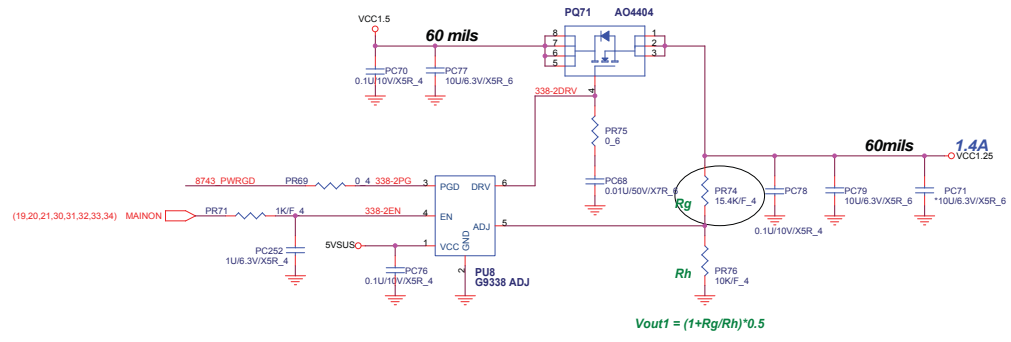 VCC1.5
60 mils
PQ71
AO4404
8
7
6
5
1
2
3
4
PC70
0.1U/10V/X5R_4
PC77
10U/6.3V/X5R_6
338-2DRV
PR75
0_6
PC68
0.01U/50V/X7R_6
60mils
1.4A
VCC1.25
Rg
PR74
15.4K/F_4
PC78
0.1U/10V/X5R_4
PC79
10U/6.3V/X5R_6
PC71
*10U/6.3V/X5R_6
8743_PWRGD
PR69
0_4
338-2PG
3
PGD
DRV
6
(19,20,21,30,31,32,33,34)
MAINON
PR71
1K/F_4
338-2EN
4
EN
ADJ
5
PC252
1U/6.3V/X5R_4
5VSUS
1
VCC
GND
2
PC76
0.1U/10V/X5R_4
PU8
G9338 ADJ
Rh
PR76
10K/F_4
Vout1 = (1+Rg/Rh)*0.5